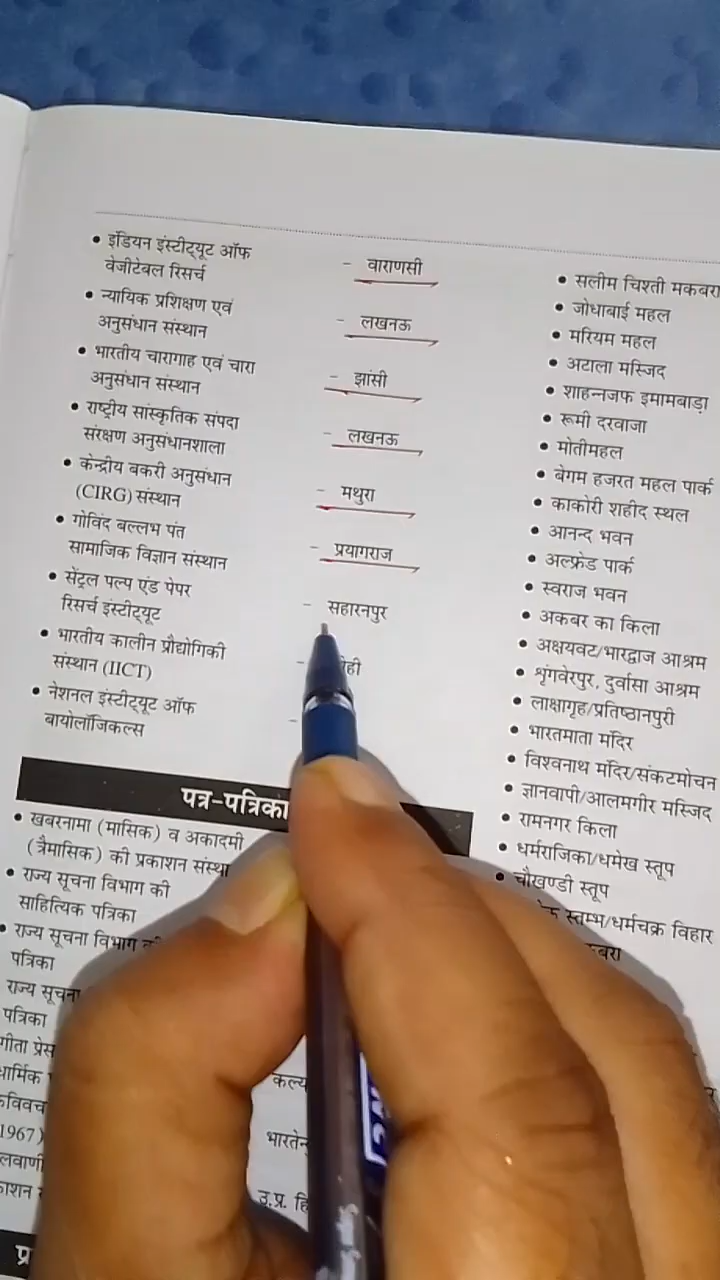 • इंडियन इंस्टीट्यूट ऑफ
वेजीटेबल रिसर्च – वाराणसी
• न्यायिक प्रशिक्षण एवं
अनुसंधान संस्थान – लखनऊ
• भारतीय चारागाह एवं चारा
अनुसंधान संस्थान – झांसी
• राष्ट्रीय सांस्कृतिक संपदा
संरक्षण अनुसंधानशाला – लखनऊ
• केन्द्रीय बकरी अनुसंधान
(CIRG) संस्थान – मथुरा
• गोविंद बल्लभ पंत
सामाजिक विज्ञान संस्थान – प्रयागराज
• सेंट्रल पल्प एंड पेपर
रिसर्च इंस्टीट्यूट – सहारनपुर
• भारतीय कालीन प्रौद्योगिकी
संस्थान (IICT) –
• नेशनल इंस्टीट्यूट ऑफ
बायोलॉजिकल्स –
पत्र-पत्रिका
• खबरनामा (मासिक) व अकादमी
(त्रैमासिक) की प्रकाशन
• राज्य सूचना विभाग की
साहित्यिक पत्रिका
• राज्य सूचना विभाग
पत्रिका
राज्य सूचना
पत्रिका
गीता प्रेस
1967)
उ.प्र.
• सलीम चिश्ती मकबरा
• जोधाबाई महल
• मरियम महल
• अटाला मस्जिद
• शाहनजफ इमामबाड़ा
• रूमी दरवाजा
• मोतीमहल
• बेगम हजरत महल पार्क
• काकोरी शहीद स्थल
• आनन्द भवन
• अल्फ्रेड पार्क
• स्वराज भवन
• अकबर का किला
• अक्षयवट/भारद्वाज आश्रम
• शृंगवेरपुर, दुर्वासा आश्रम
• लाक्षागृह/प्रतिष्ठानपुरी
• भारतमाता मंदिर
• विश्वनाथ मंदिर/संकटमोचन
• ज्ञानवापी/आलमगीर मस्जिद
• रामनगर किला
• धर्मराजिका/धमेख स्तूप
• चौखण्डी स्तूप
स्तम्भ/धर्मचक्र विहार